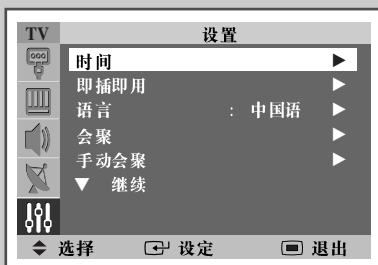 TV 设置
时间 ▶
即插即用 ▶
语言 : 中国语 ▶
会聚 ▶
手动会聚 ▶
▼ 继续
选择 设定 退出